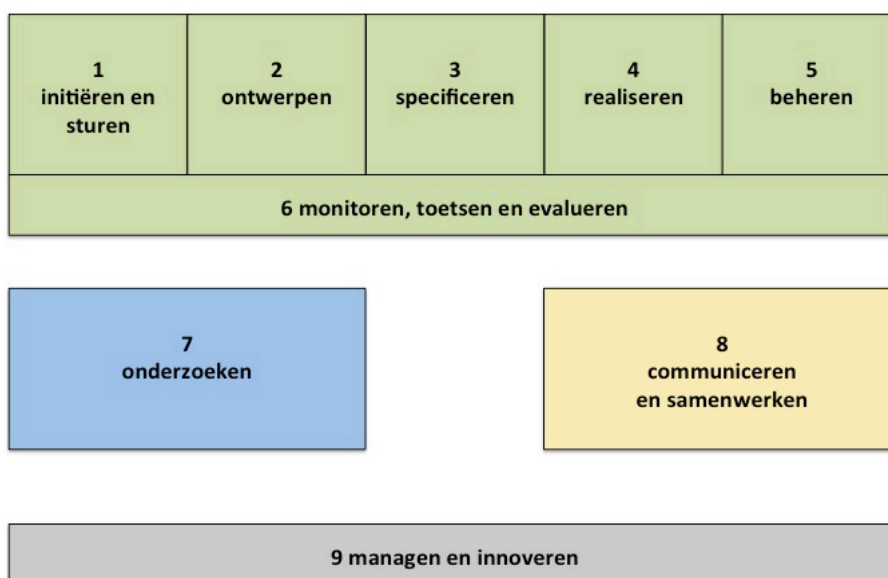 1
initiëren en
sturen
2
ontwerpen
3
specificeren
4
realiseren
5
beheren
6 monitoren, toetsen en evalueren
7
onderzoeken
8
communiceren
en samenwerken
9 managen en innoveren